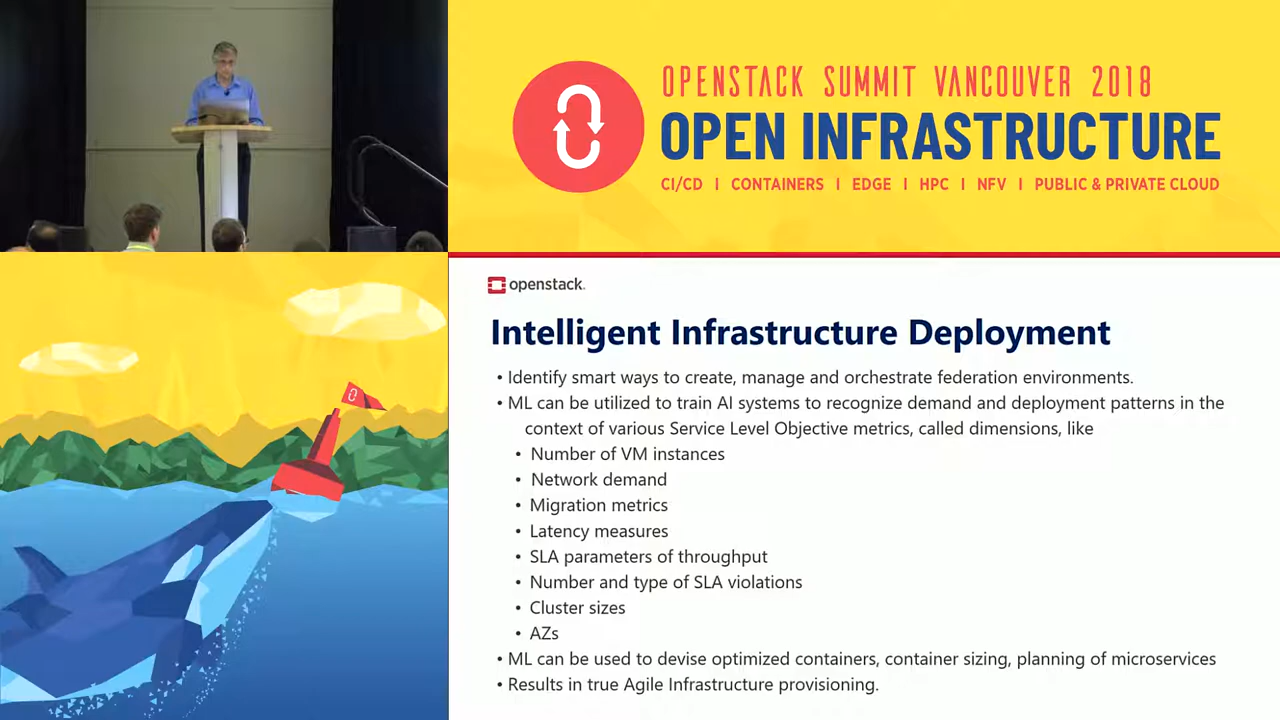 OPENSTACK SUMMIT VANCOUVER 2018
OPEN INFRASTRUCTURE
CI/CD | CONTAINERS | EDGE | HPC | NFV | PUBLIC & PRIVATE CLOUD
openstack.
Intelligent Infrastructure Deployment
• Identify smart ways to create, manage and orchestrate federation environments.
• ML can be utilized to train AI systems to recognize demand and deployment patterns in the
context of various Service Level Objective metrics, called dimensions, like
• Number of VM instances
• Network demand
• Migration metrics
• Latency measures
• SLA parameters of throughput
• Number and type of SLA violations
• Cluster sizes
• AZs
• ML can be used to devise optimized containers, container sizing, planning of microservices
• Results in true Agile Infrastructure provisioning.